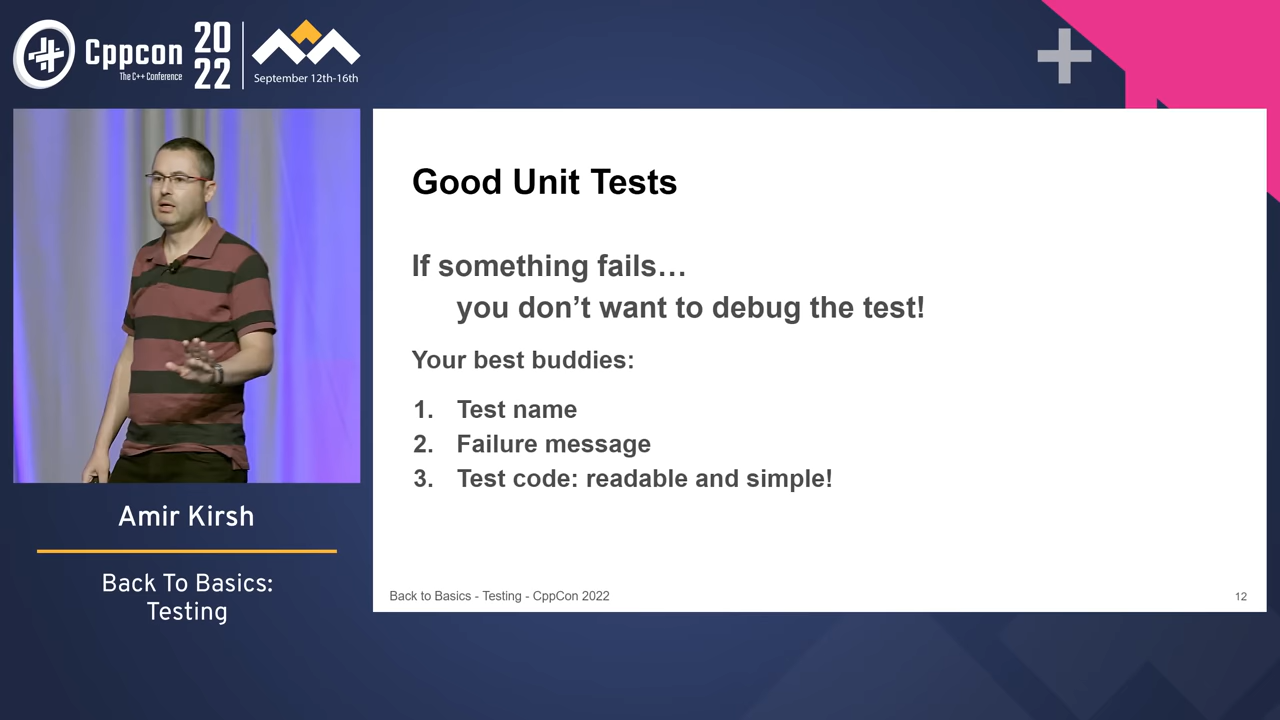 Cppcon
The C++ Conference
20
22
September 12th-16th
Good Unit Tests
If something fails…
you don’t want to debug the test!
Your best buddies:
1. Test name
2. Failure message
3. Test code: readable and simple!
Back to Basics - Testing - CppCon 2022
12
Amir Kirsh
Back To Basics:
Testing